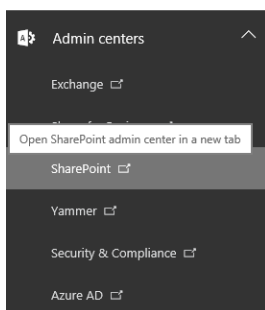 Admin centers
Exchange
Open SharePoint admin center in a new tab
SharePoint
Yammer
Security & Compliance
Azure AD